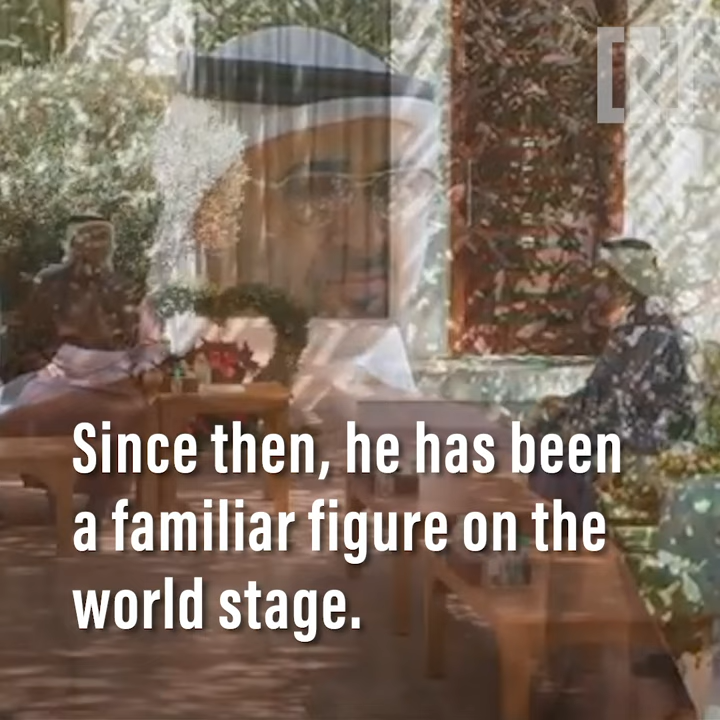 Since then, he has been
a familiar figure on the
world stage.